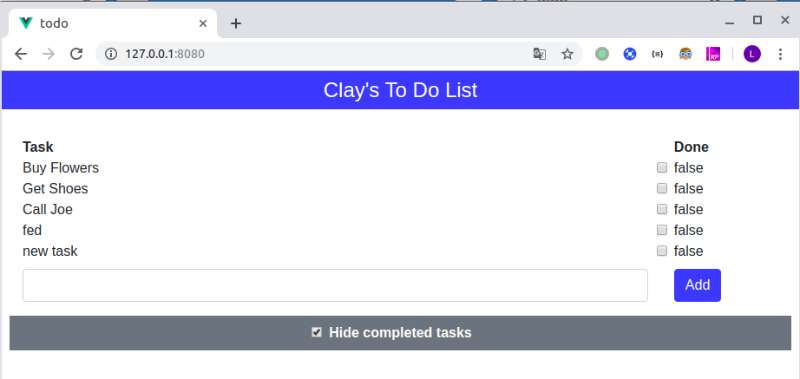 todo
127.0.0.1:8080
L
Clay's To Do List
Task Done
Buy Flowers false
Get Shoes false
Call Joe false
fed false
new task false
Add
Hide completed tasks